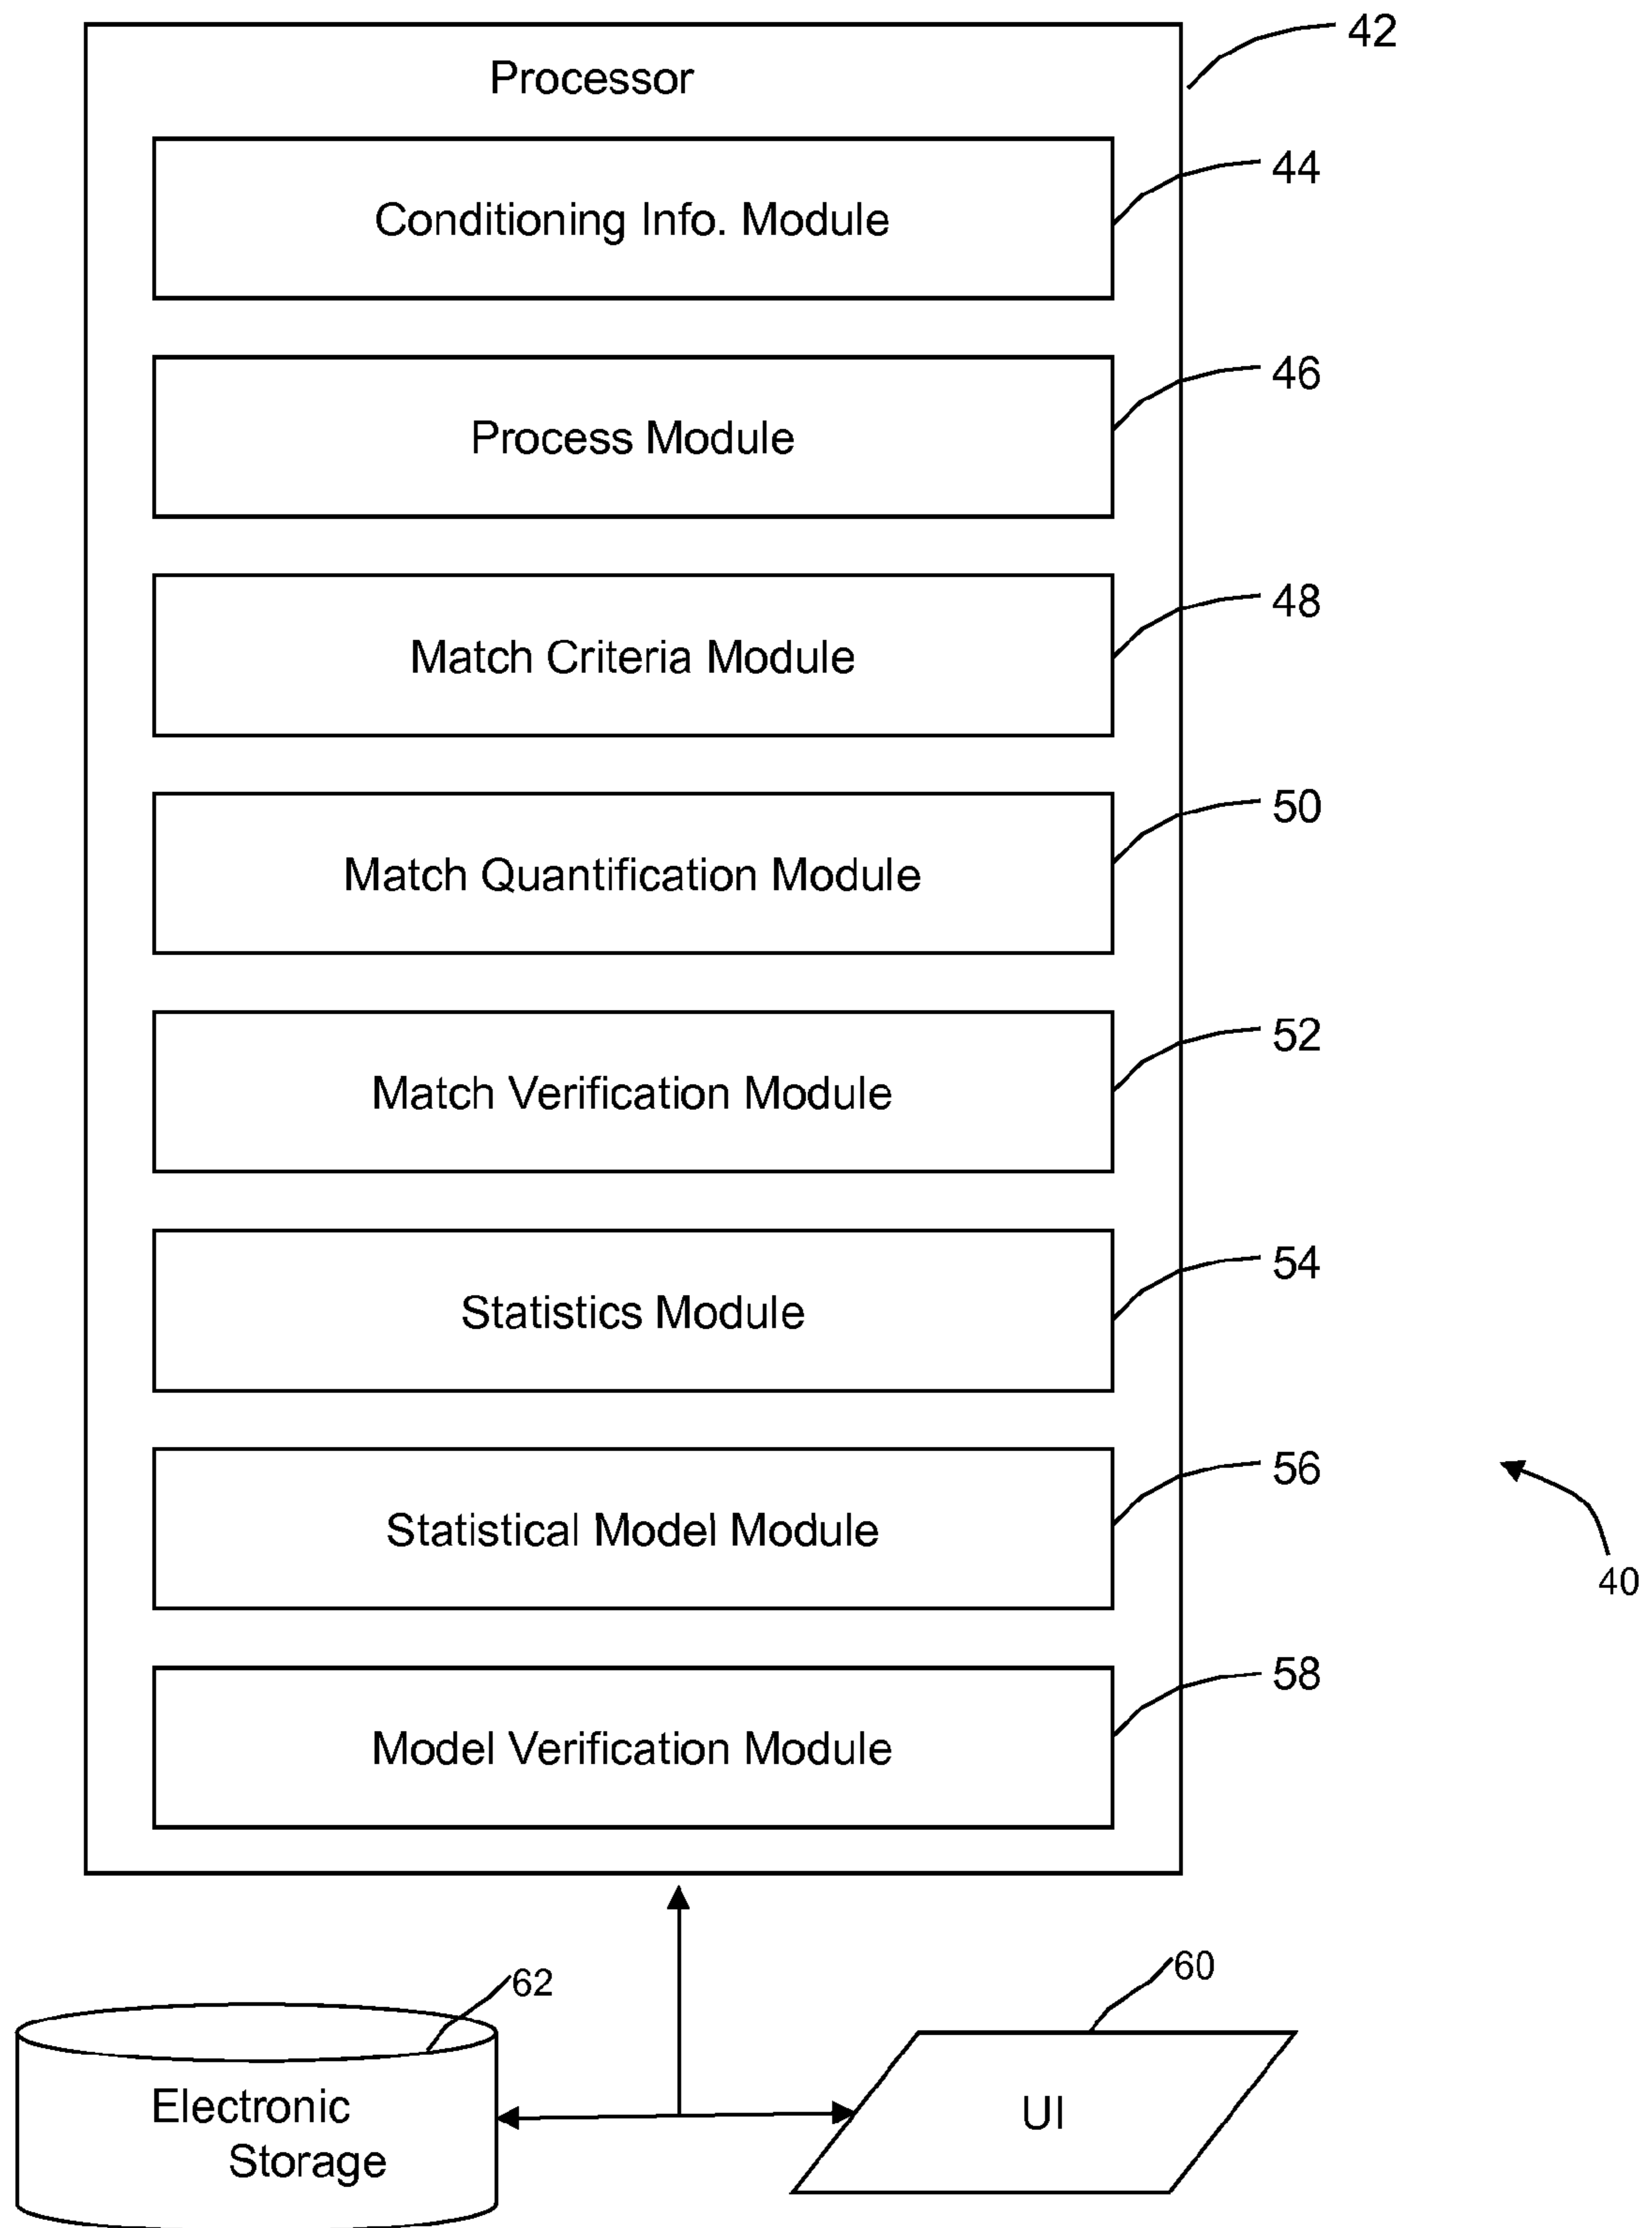 42
Processor
44
Conditioning Info. Module
46
Process Module
48
Match Criteria Module
50
Match Quantification Module
52
Match Verification Module
54
Statistics Module
56
Statistical Model Module
40
58
Model Verification Module
62
60
Electronic
Storage
UI